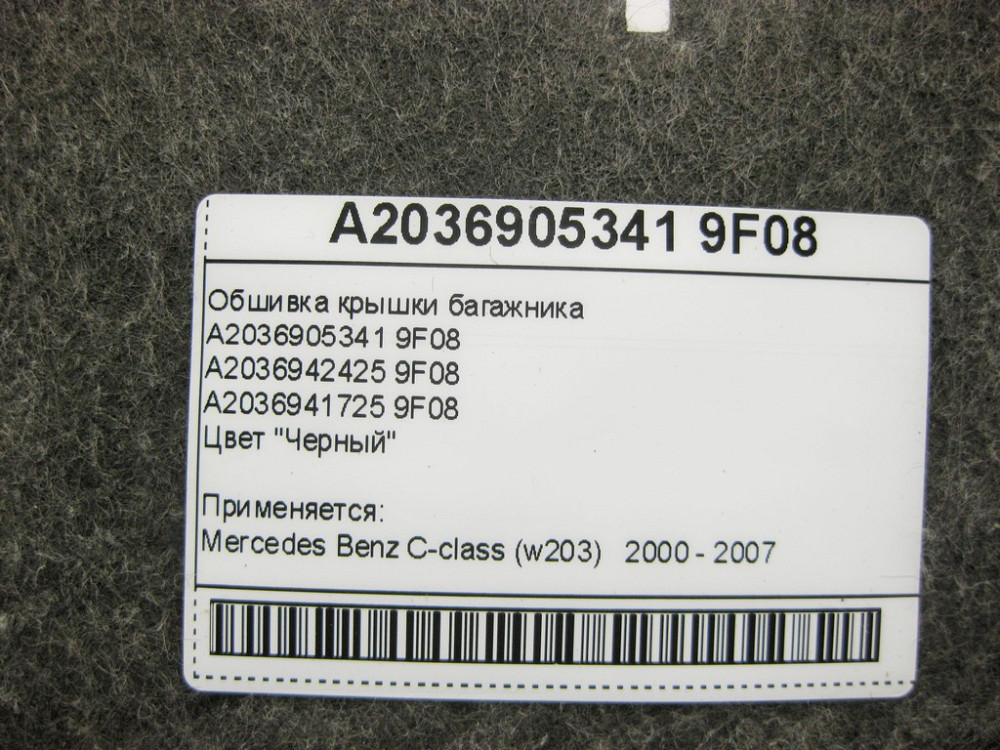 A2036905341 9F08
Обшивка крышки багажника
A2036905341 9F08
A2036942425 9F08
A2036941725 9F08
Цвет "Черный"
Применяется:
Mercedes Benz C-class (w203) 2000 - 2007